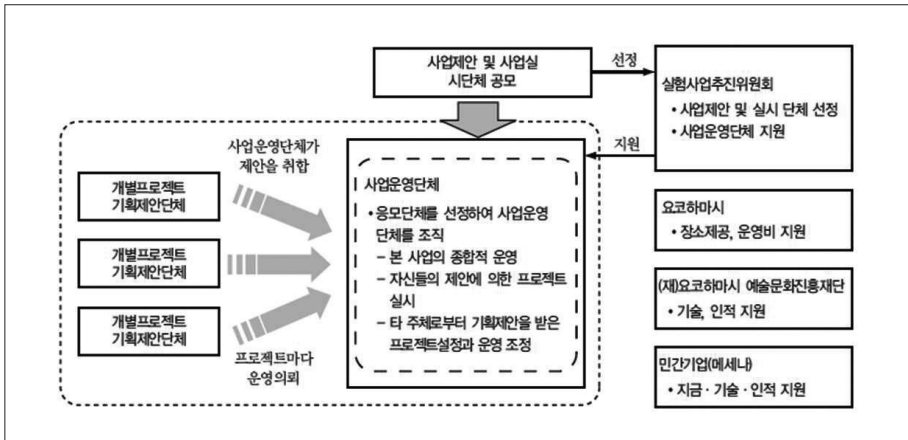 사업제안 및 사업실
시단체 공모
선정
실험사업추진위원회
• 사업제안 및 실시 단체 선정
• 사업운영단체 지원
지원
사업운영단체가
제안을 취합
개별프로젝트
기획제안단체
개별프로젝트
기획제안단체
개별프로젝트
기획제안단체
프로젝트마다
운영의뢰
사업운영단체
•응모단체를 선정하여 사업운영
단체를 조직
– 본 사업의 종합적 운영
– 자신들의 제안에 의한 프로젝트
실시
– 타 주체로부터 기획제안을 받은
프로젝트설정과 운영 조정
요코하마시
• 장소제공, 운영비 지원
(재)요코하마시 예술문화진흥재단
• 기술, 인적 지원
민간기업(메세나)
• 지금 · 기술 · 인적 지원